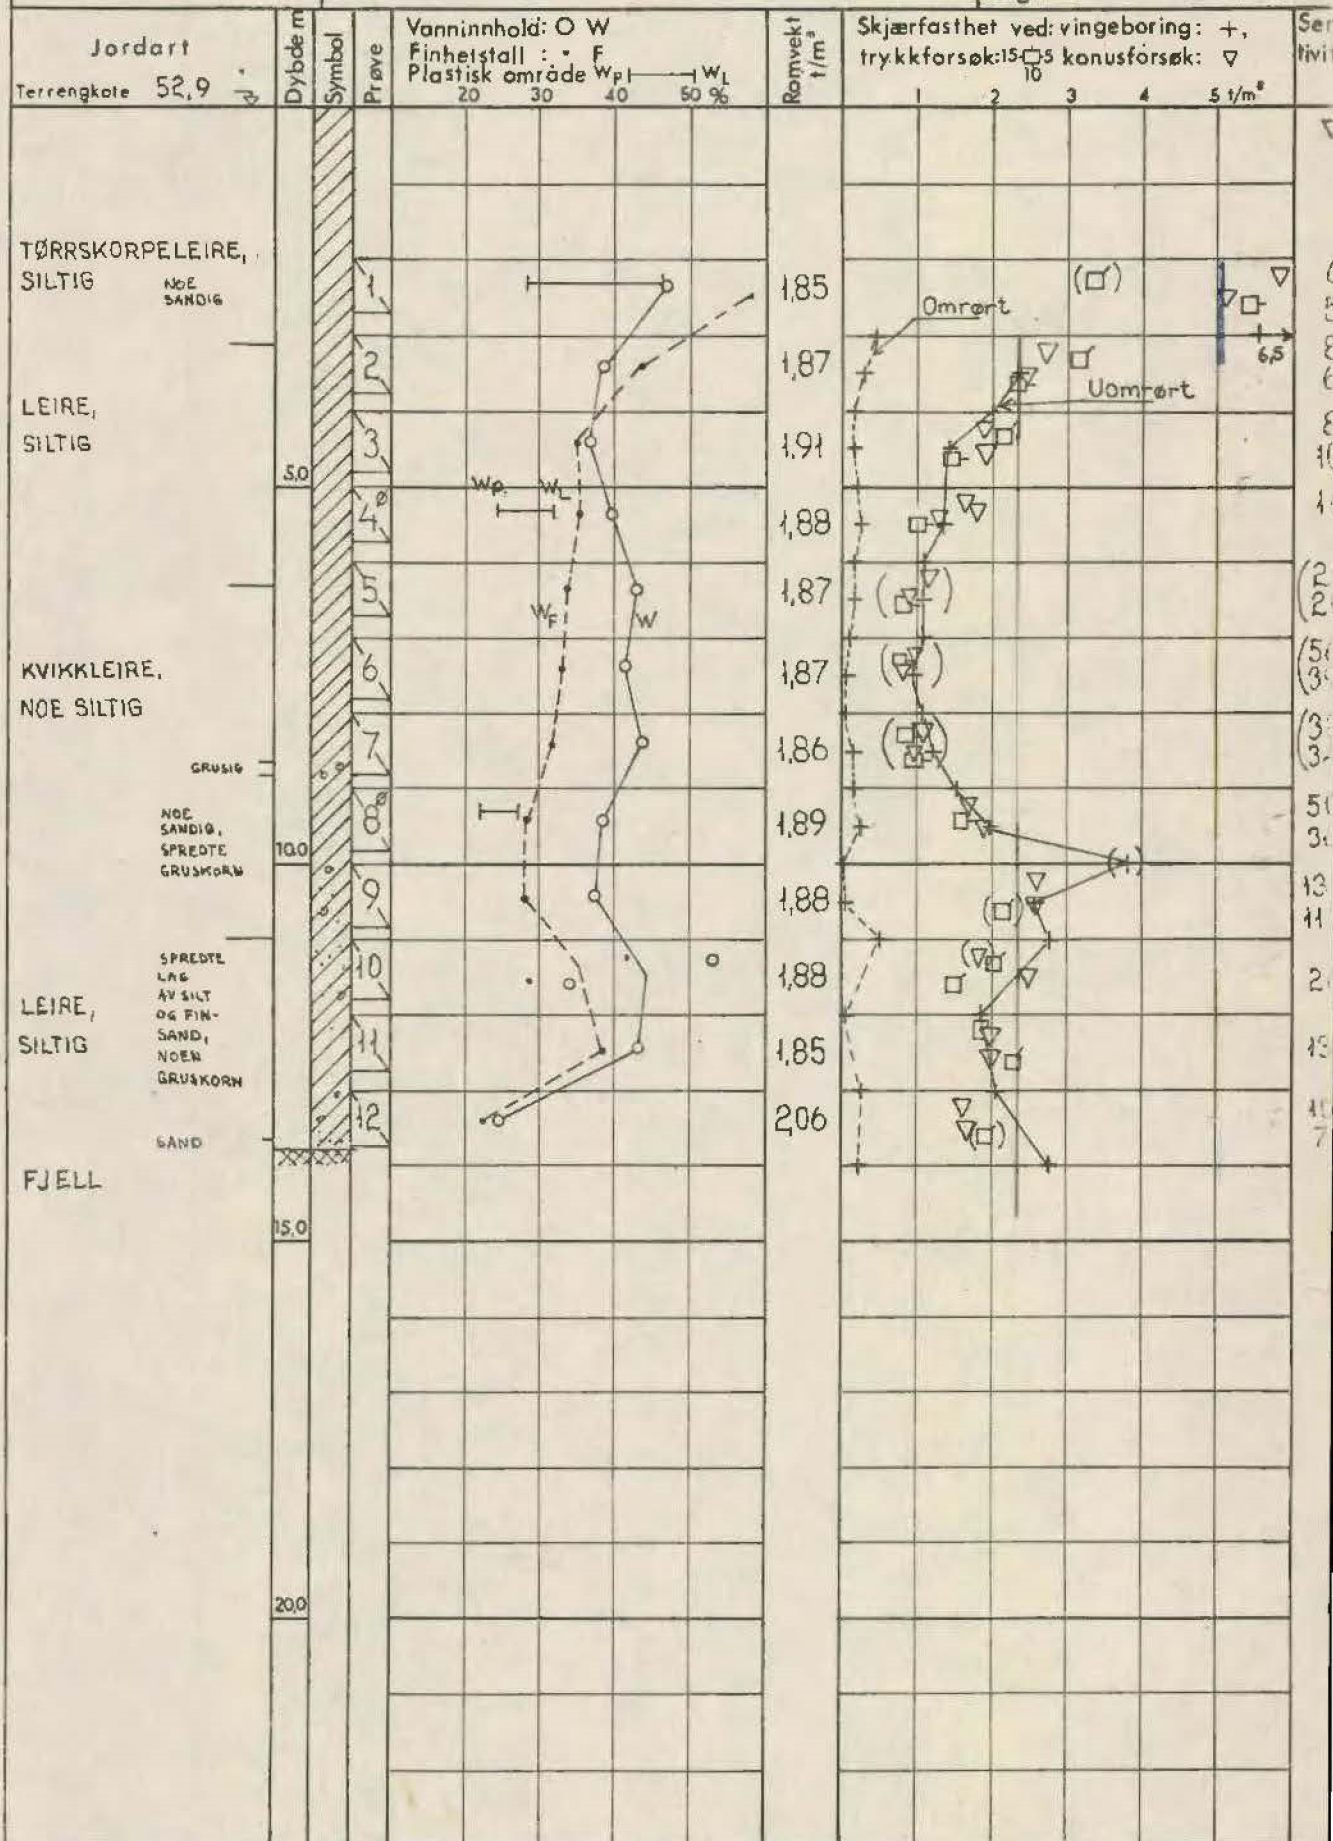 Jordart
Terrengkote 52,9
Dybde m
Symbol
Prøve
Vanninnhold: O W
Finhetstall : • F
Plastisk område Wp WL
20 30 40 50 %
Romvekt t/m³
Skjærfasthet ved: vingeboring: +,
trykkforsøk: 15 5 konusforsøk: ▽
10
1 2 3 4 5 t/m²
TØRRSKORPELEIRE,
SILTIG
NOE
SANDIG
1
1,85
Omrørt
6,5
2
1,87
Uomrørt
LEIRE,
SILTIG
3
1,91
5,0
Wp. WL
4
1,88
5
1,87
WF
W
KVIKKLEIRE,
NOE SILTIG
6
1,87
7
1,86
GRUSIG
NOE
SANDIG,
SPREDTE
GRUSKORN
8
1,89
10,0
9
1,88
SPREDTE
LAG
AV SILT
OG FIN-
SAND,
NOEN
GRUSKORN
10
1,88
LEIRE,
SILTIG
11
1,85
12
2,06
SAND
FJELL
15,0
20,0